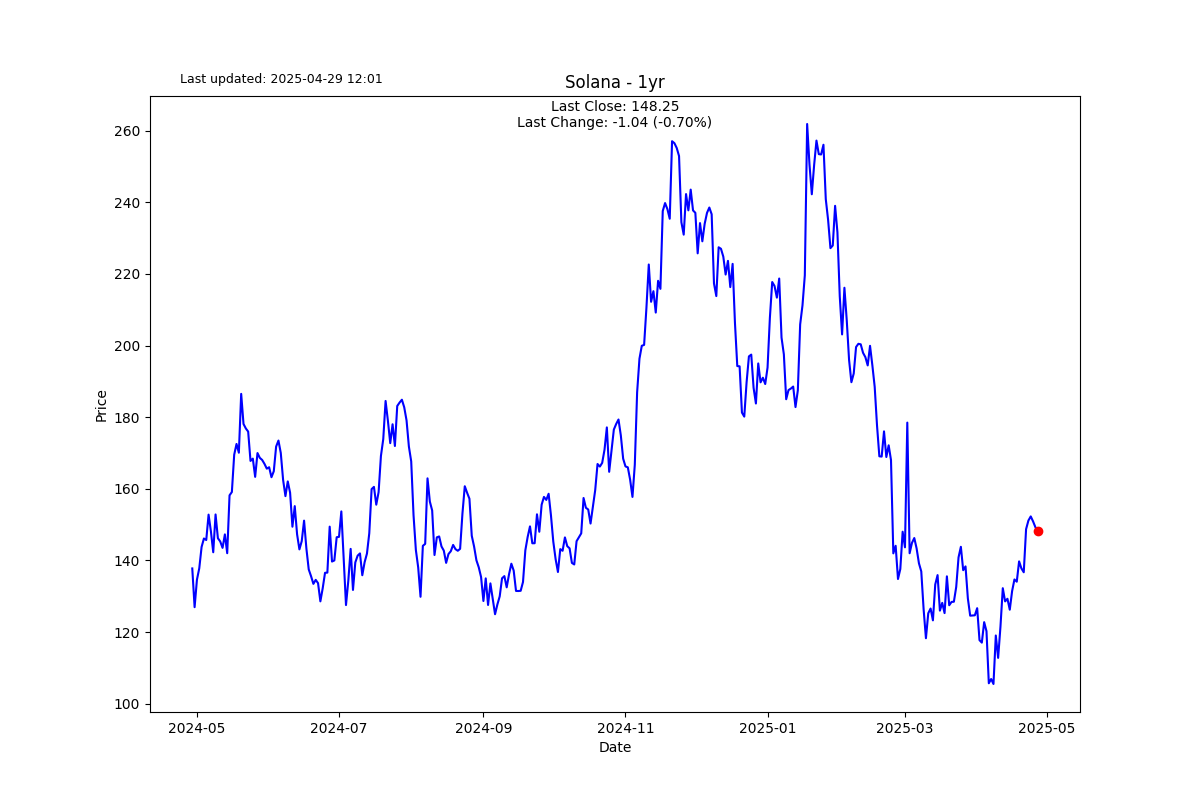 Last updated: 2025-04-29 12:01
Solana - 1yr
Last Close: 148.25
Last Change: -1.04 (-0.70%)
260
240
220
200
180
160
140
120
100
Price
2024-05
2024-07
2024-09
2024-11
2025-01
2025-03
2025-05
Date